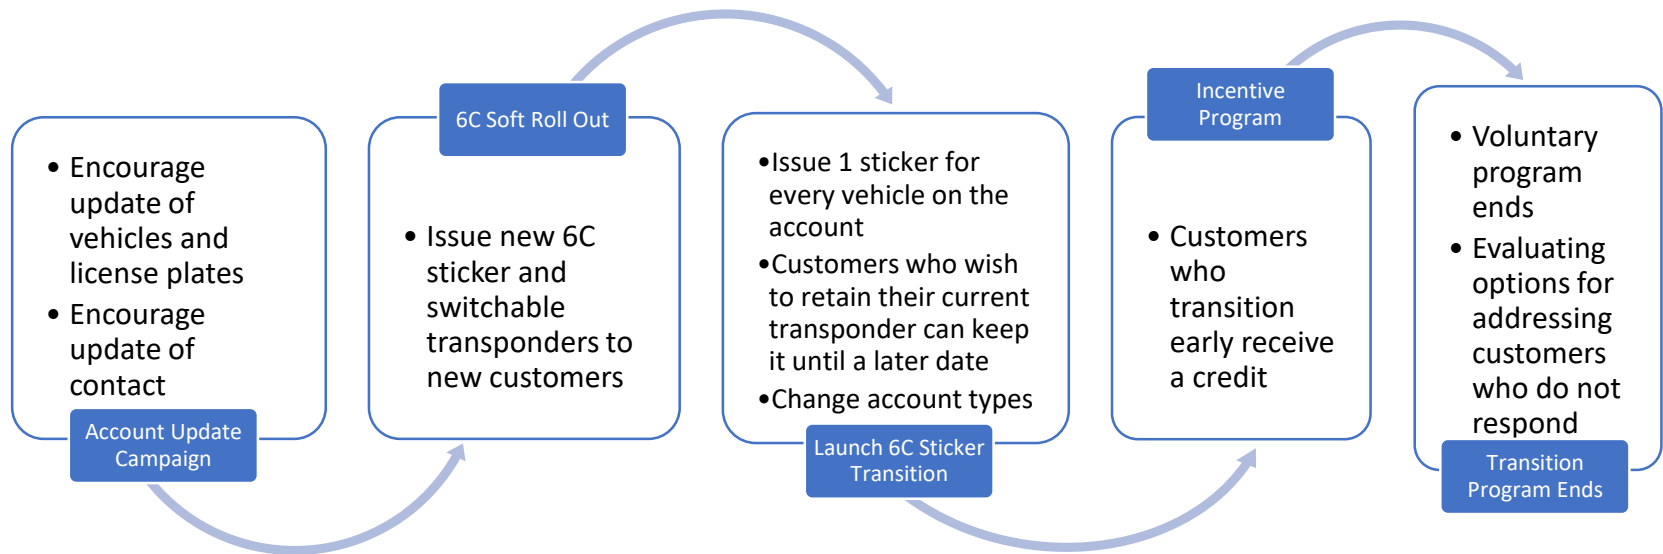 • Encourage
update of
vehicles and
license plates
• Encourage
update of
contact
Account Update
Campaign
6C Soft Roll Out
• Issue new 6C
sticker and
switchable
transponders to
new customers
•Issue 1 sticker for
every vehicle on the
account
•Customers who wish
to retain their current
transponder can keep
it until a later date
•Change account types
Launch 6C Sticker
Transition
Incentive
Program
• Customers
who
transition
early receive
a credit
• Voluntary
program
ends
• Evaluating
options for
addressing
customers
who do not
respond
Transition
Program Ends